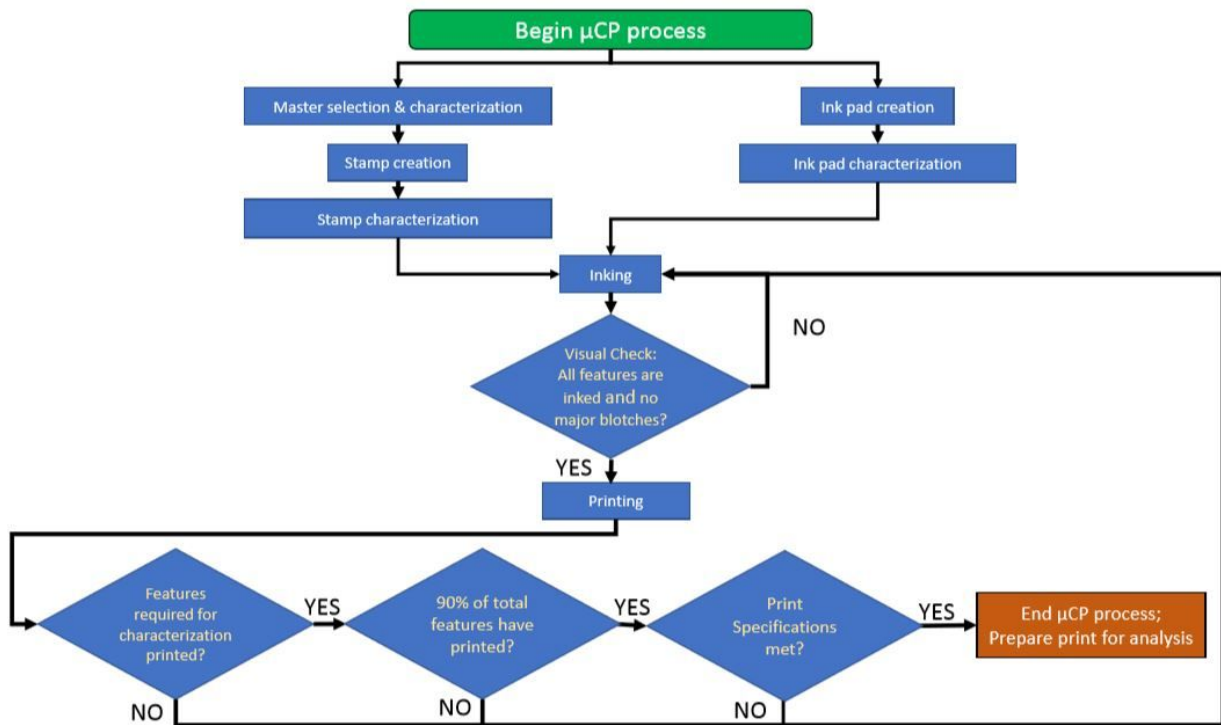 Begin µCP process
Master selection & characterization
Ink pad creation
Stamp creation
Ink pad characterization
Stamp characterization
Inking
NO
Visual Check:
All features are
inked and no
major blotches?
YES
Printing
Features
required for
characterization
printed?
YES
90% of total
features have
printed?
YES
Print
Specifications
met?
YES
End µCP process;
Prepare print for analysis
NO
NO
NO